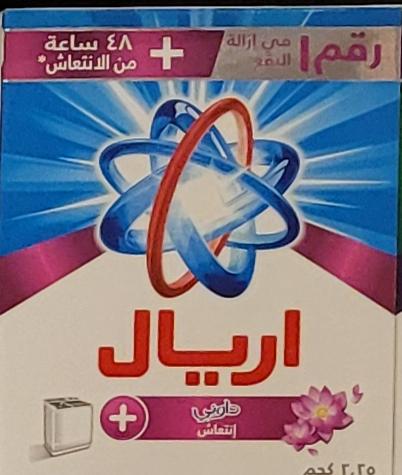 رقم ١ في إزالة البقع + ٤٨ ساعة من الانتعاش*
اريال
+ داوني
إنتعاش
٢,٢٥ كجم